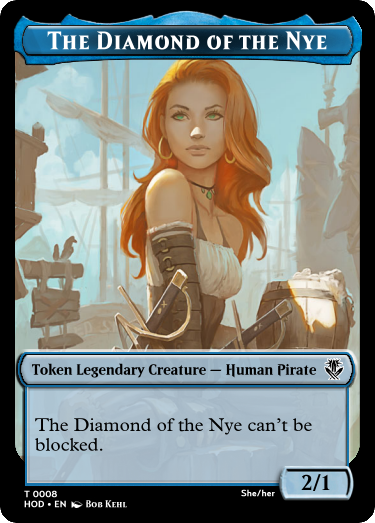 The Diamond of the Nye
Token Legendary Creature — Human Pirate
The Diamond of the Nye can't be
blocked.
2/1
T 0008
She/her
HOD • EN Bob Kehl